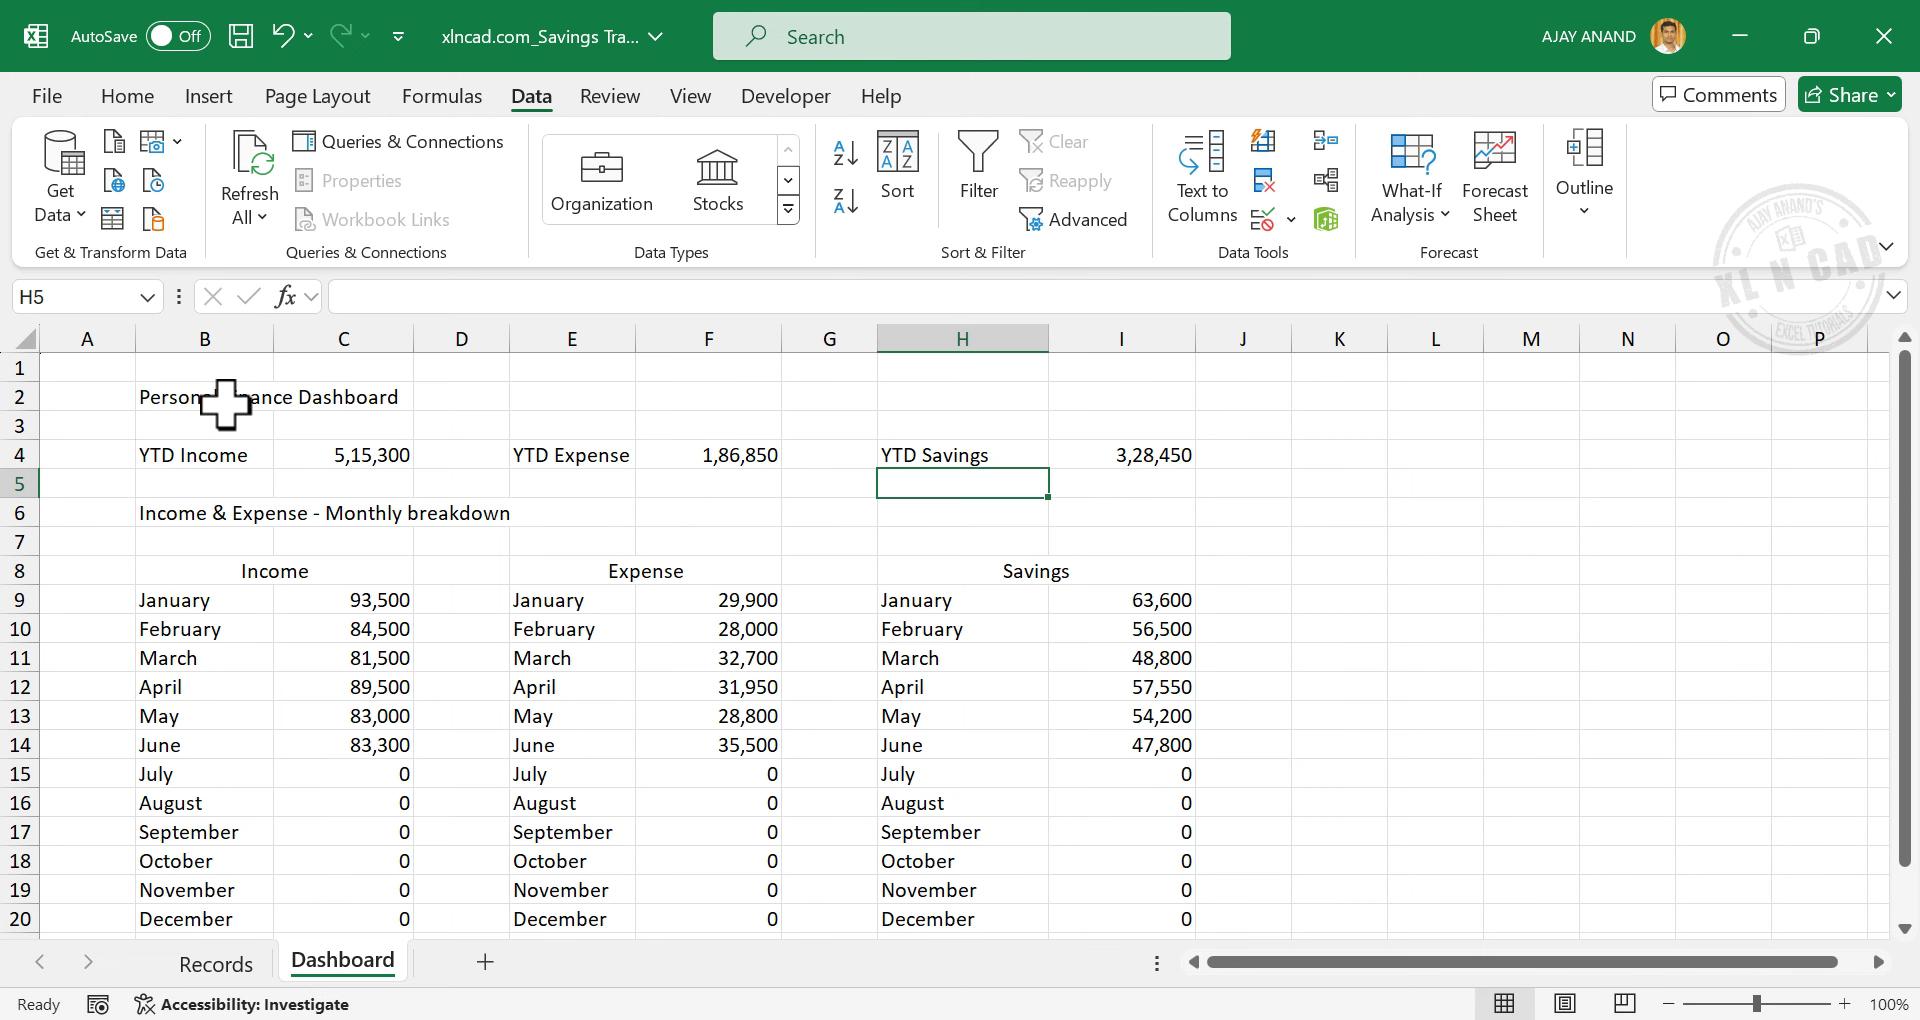 AutoSave Off xlncad.com_Savings Tra... Search AJAY ANAND
File Home Insert Page Layout Formulas Data Review View Developer Help Comments Share
Get Data
Refresh All
Queries & Connections
Properties
Workbook Links
Organization Stocks
Sort
Filter
Clear
Reapply
Advanced
Text to Columns
What-If Analysis
Forecast Sheet
Outline
Get & Transform Data Queries & Connections Data Types Sort & Filter Data Tools Forecast
AJAY ANAND'S
XL N CAD
EXCEL TUTORIALS
H5 fx
A B C D E F G H I J K L M N O P
1
2 Dashboard
3
4 YTD Income 5,15,300 YTD Expense 1,86,850 YTD Savings 3,28,450
5
6 Income & Expense - Monthly breakdown
7
8 Income Expense Savings
9 January 93,500 January 29,900 January 63,600
10 February 84,500 February 28,000 February 56,500
11 March 81,500 March 32,700 March 48,800
12 April 89,500 April 31,950 April 57,550
13 May 83,000 May 28,800 May 54,200
14 June 83,300 June 35,500 June 47,800
15 July 0 July 0 July 0
16 August 0 August 0 August 0
17 September 0 September 0 September 0
18 October 0 October 0 October 0
19 November 0 November 0 November 0
20 December 0 December 0 December 0
Records Dashboard
Ready Accessibility: Investigate 100%